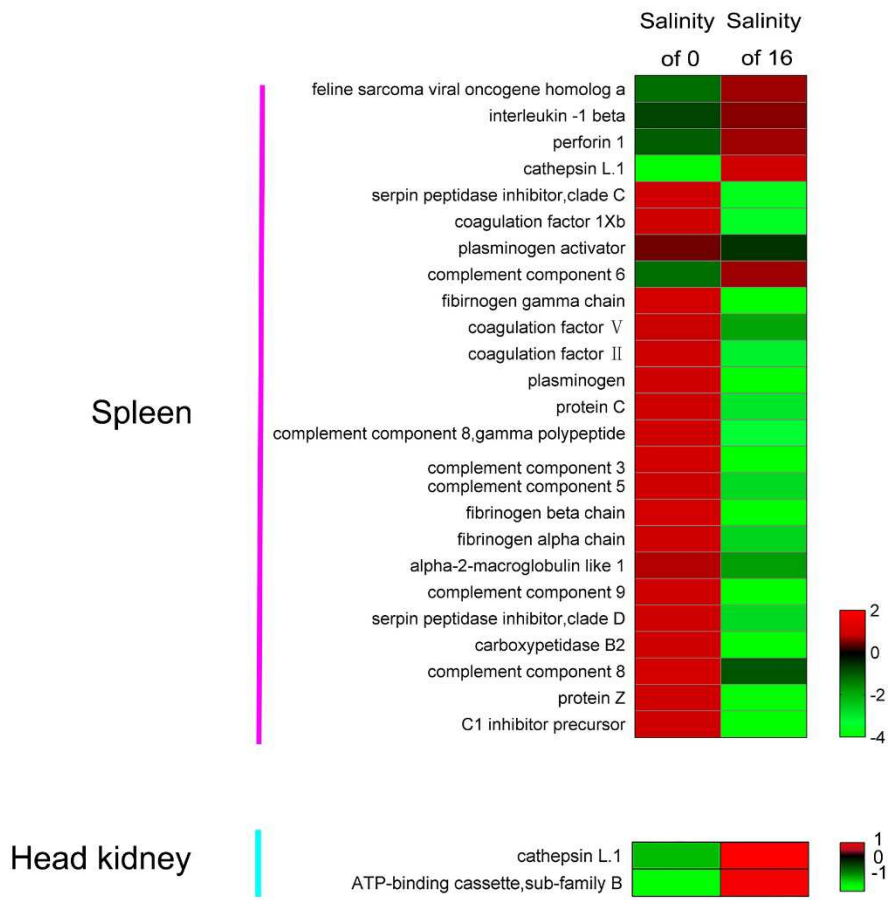 Salinity Salinity
of 0 of 16
feline sarcoma viral oncogene homolog a
interleukin -1 beta
perforin 1
cathepsin L.1
serpin peptidase inhibitor,clade C
coagulation factor 1Xb
plasminogen activator
complement component 6
fibirnogen gamma chain
coagulation factor Ⅴ
coagulation factor Ⅱ
plasminogen
protein C
Spleen
complement component 8,gamma polypeptide
complement component 3
complement component 5
fibrinogen beta chain
fibrinogen alpha chain
alpha-2-macroglobulin like 1
complement component 9
serpin peptidase inhibitor,clade D
carboxypetidase B2
complement component 8
protein Z
C1 inhibitor precursor
2
0
-2
-4
Head kidney
cathepsin L.1
ATP-binding cassette,sub-family B
1
0
-1